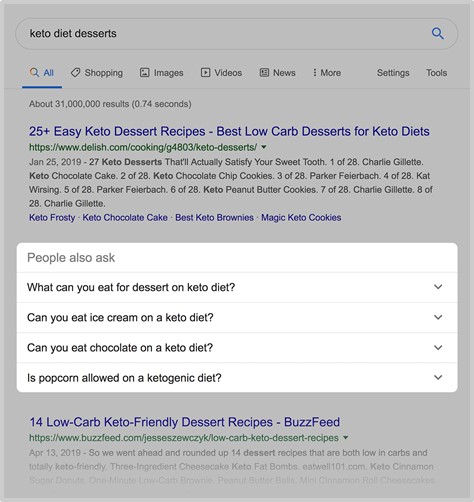 keto diet desserts
All Shopping Images Videos News More Settings Tools
About 31,000,000 results (0.74 seconds)
25+ Easy Keto Dessert Recipes - Best Low Carb Desserts for Keto Diets
https://www.delish.com/cooking/g4803/keto-desserts/
Jan 25, 2019 - 27 Keto Desserts That'll Actually Satisfy Your Sweet Tooth. 1 of 28. Charlie Gillette.
Keto Chocolate Cake. 2 of 28. Keto Chocolate Chip Cookies. 3 of 28. Parker Feierbach. 4 of 28. Kat
Wirsing. 5 of 28. Parker Feierbach. 6 of 28. Keto Peanut Butter Cookies. 7 of 28. Charlie Gillette. 8 of
28. Charlie Gillette.
Keto Frosty · Keto Chocolate Cake · Best Keto Brownies · Magic Keto Cookies
People also ask
What can you eat for dessert on keto diet?
Can you eat ice cream on a keto diet?
Can you eat chocolate on a keto diet?
Is popcorn allowed on a ketogenic diet?
14 Low-Carb Keto-Friendly Dessert Recipes - BuzzFeed
https://www.buzzfeed.com/jesseszewczyk/low-carb-keto-dessert-recipes
Apr 13, 2019 - So we went ahead and rounded up 14 dessert recipes that are both low in carbs and
totally keto-friendly. Three-Ingredient Cheesecake Keto Fat Bombs. eatwell101.com. Keto Cinnamon
Sugar Donuts. One-Minute Low-Carb Brownie. Peanut Butter Balls. Mini Cinnamon Roll Cheesecakes.